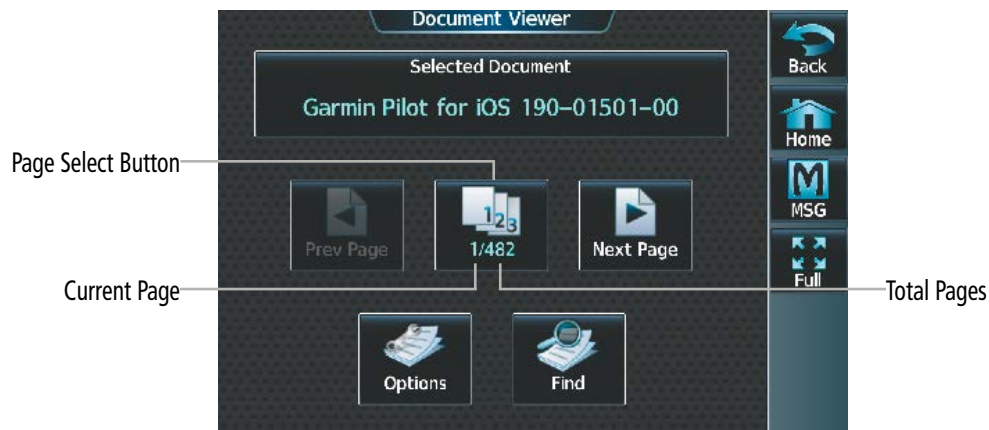 Document Viewer
Selected Document
Garmin Pilot for iOS 190-01501-00
Back
Home
MSG
Full
Page Select Button
Prev Page
123
1/482
Next Page
Current Page
Total Pages
Options
Find